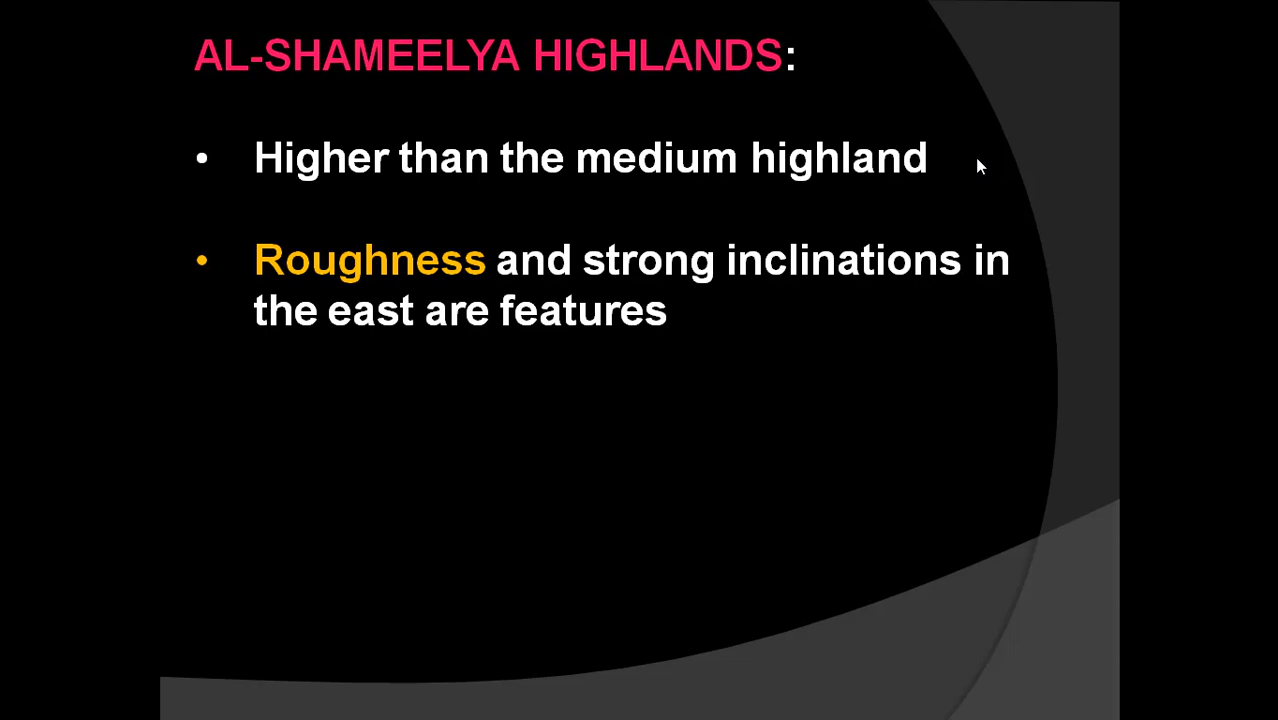 AL-SHAMEELYA HIGHLANDS:
• Higher than the medium highland
• Roughness and strong inclinations in
the east are features